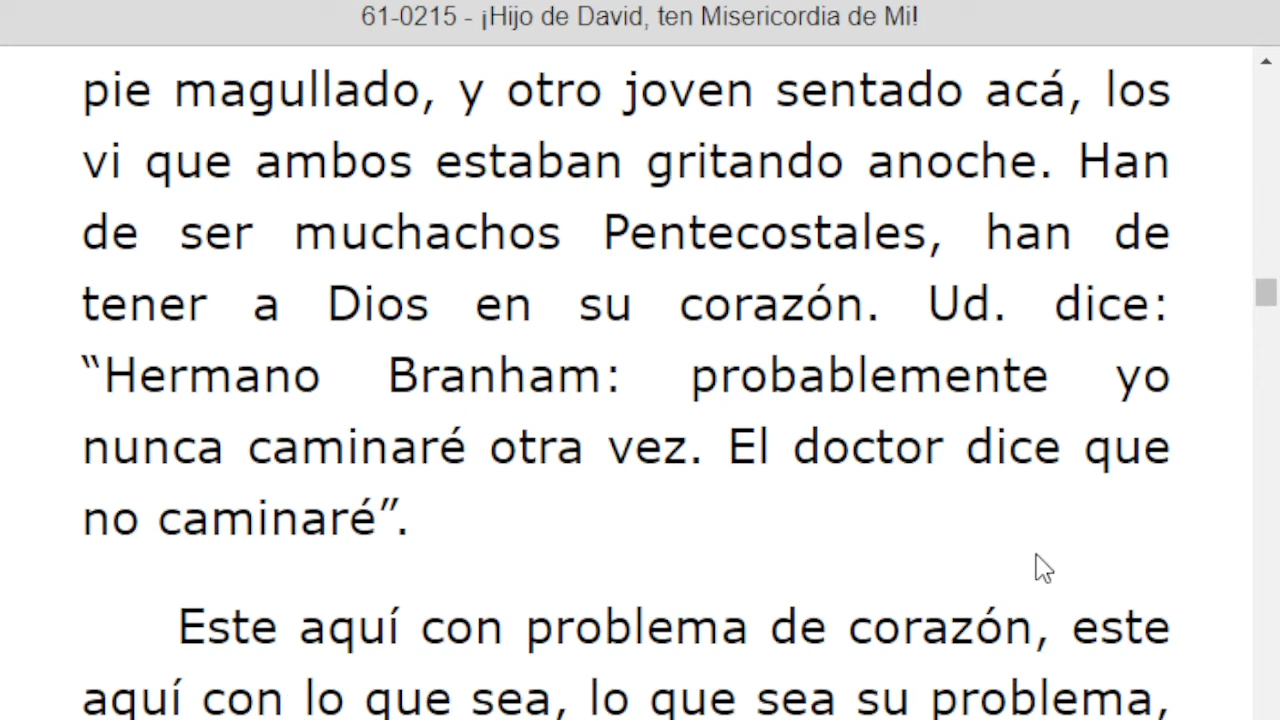 61-0215 - ¡Hijo de David, ten Misericordia de Mi!
pie magullado, y otro joven sentado acá, los
vi que ambos estaban gritando anoche. Han
de ser muchachos Pentecostales, han de
tener a Dios en su corazón. Ud. dice:
“Hermano Branham: probablemente yo
nunca caminaré otra vez. El doctor dice que
no caminaré”.
Este aquí con problema de corazón, este
aquí con lo que sea, lo que sea su problema,